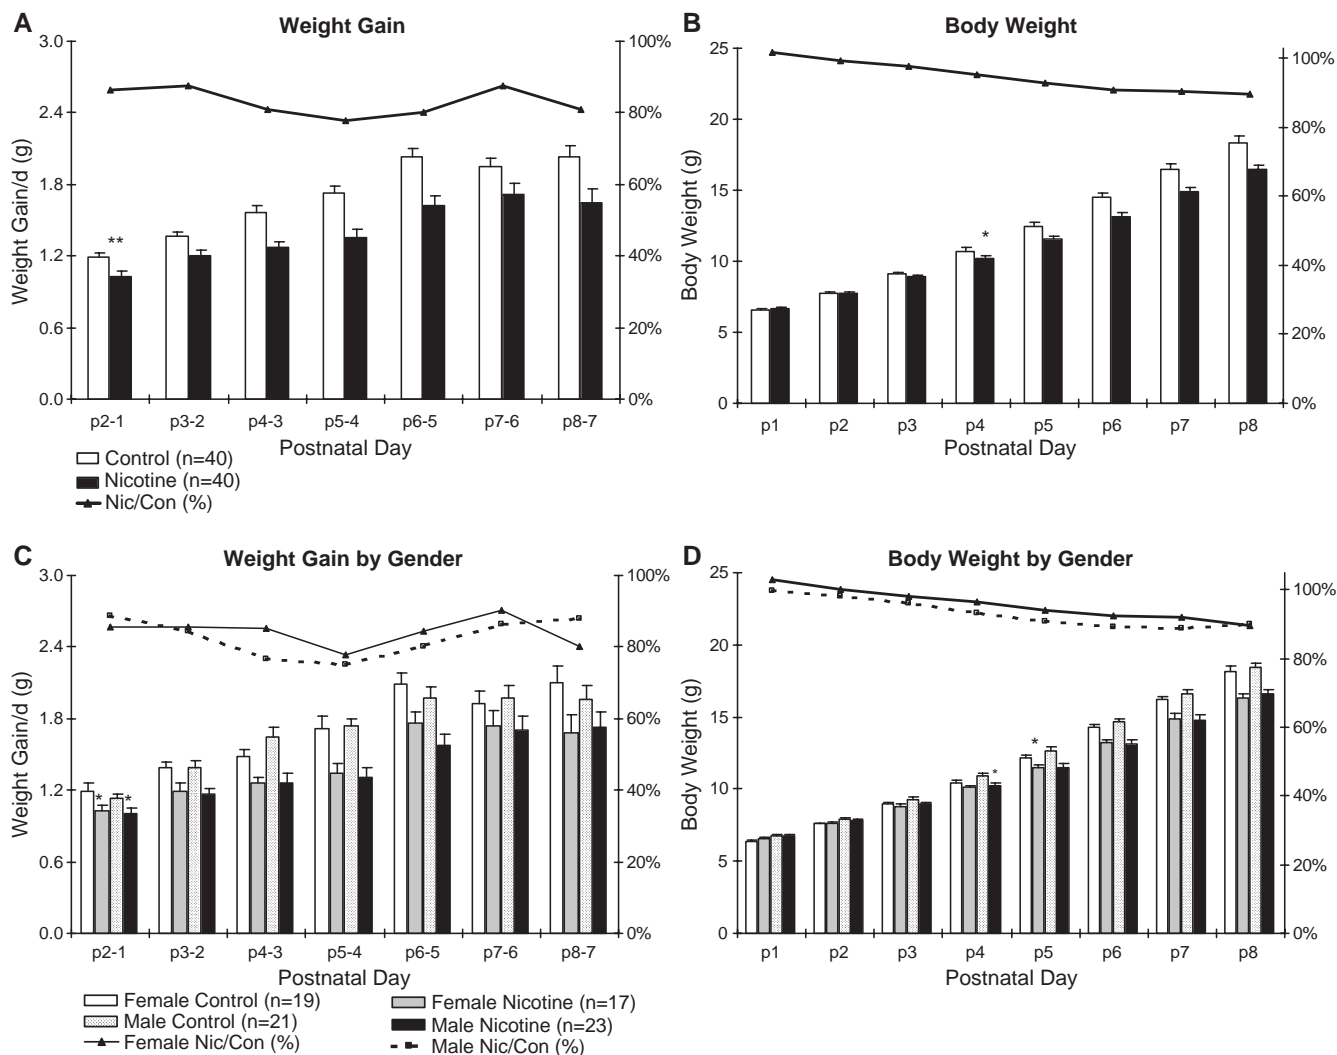 A
Weight Gain
3.0
2.4
1.8
1.2
0.6
0.0
Weight Gain/d (g)
100%
80%
60%
40%
20%
0%
**
p2-1 p3-2 p4-3 p5-4 p6-5 p7-6 p8-7
Postnatal Day
Control (n=40)
Nicotine (n=40)
Nic/Con (%)
B
Body Weight
25
20
15
10
5
0
Body Weight (g)
100%
80%
60%
40%
20%
0%
*
p1 p2 p3 p4 p5 p6 p7 p8
Postnatal Day
C
Weight Gain by Gender
3.0
2.4
1.8
1.2
0.6
0.0
Weight Gain/d (g)
100%
80%
60%
40%
20%
0%
* *
p2-1 p3-2 p4-3 p5-4 p6-5 p7-6 p8-7
Postnatal Day
D
Body Weight by Gender
25
20
15
10
5
0
Body Weight (g)
100%
80%
60%
40%
20%
0%
* *
p1 p2 p3 p4 p5 p6 p7 p8
Postnatal Day
Female Control (n=19)
Male Control (n=21)
Female Nic/Con (%)
Female Nicotine (n=17)
Male Nicotine (n=23)
Male Nic/Con (%)